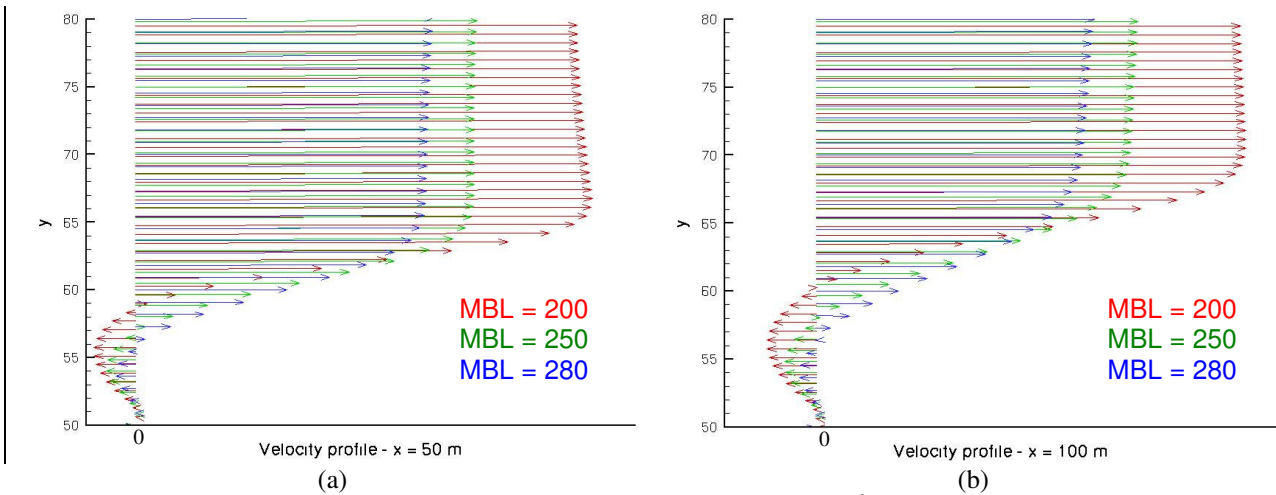 80
75
70
65
60
55
50
y
MBL = 200
MBL = 250
MBL = 280
0
Velocity profile - x = 50 m
(a)
80
75
70
65
60
55
50
y
MBL = 200
MBL = 250
MBL = 280
0
Velocity profile - x = 100 m
(b)